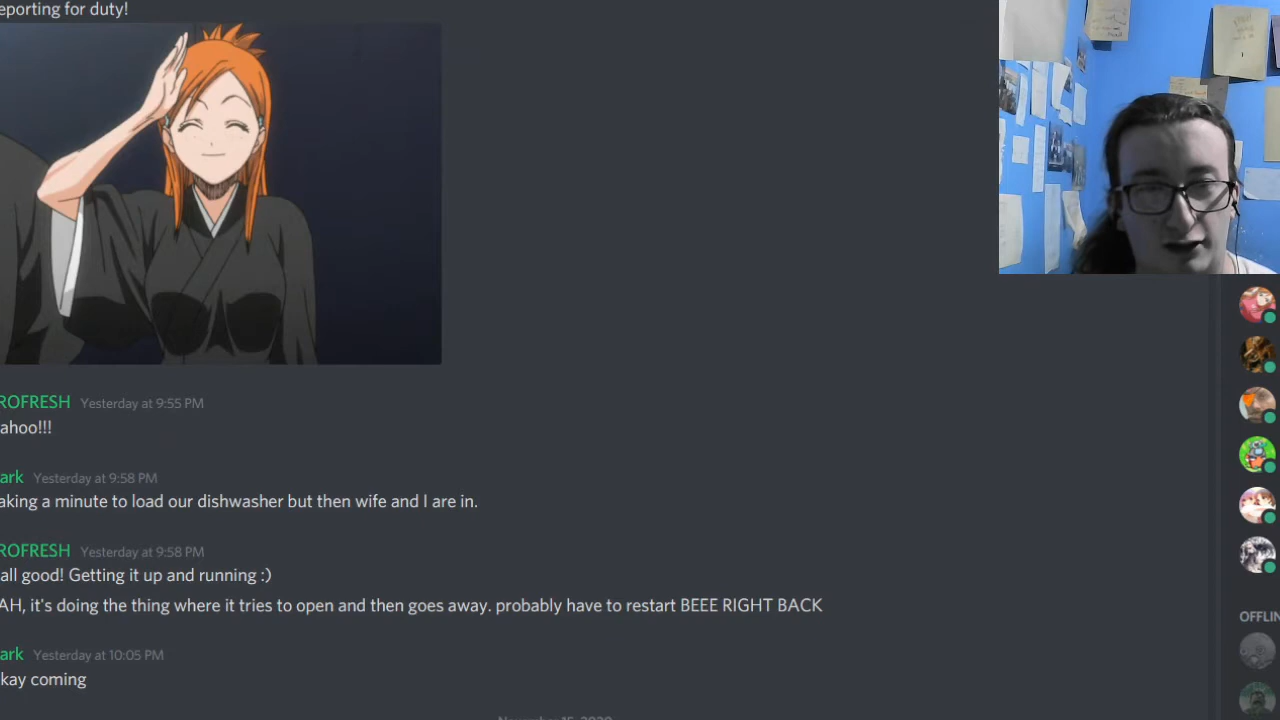 eporting for duty!
ROFRESH Yesterday at 9:55 PM
ahoo!!!
ark Yesterday at 9:58 PM
aking a minute to load our dishwasher but then wife and I are in.
ROFRESH Yesterday at 9:58 PM
all good! Getting it up and running :)
AH, it's doing the thing where it tries to open and then goes away. probably have to restart BEEE RIGHT BACK
ark Yesterday at 10:05 PM
kay coming
November 15, 2020
OFFLIN